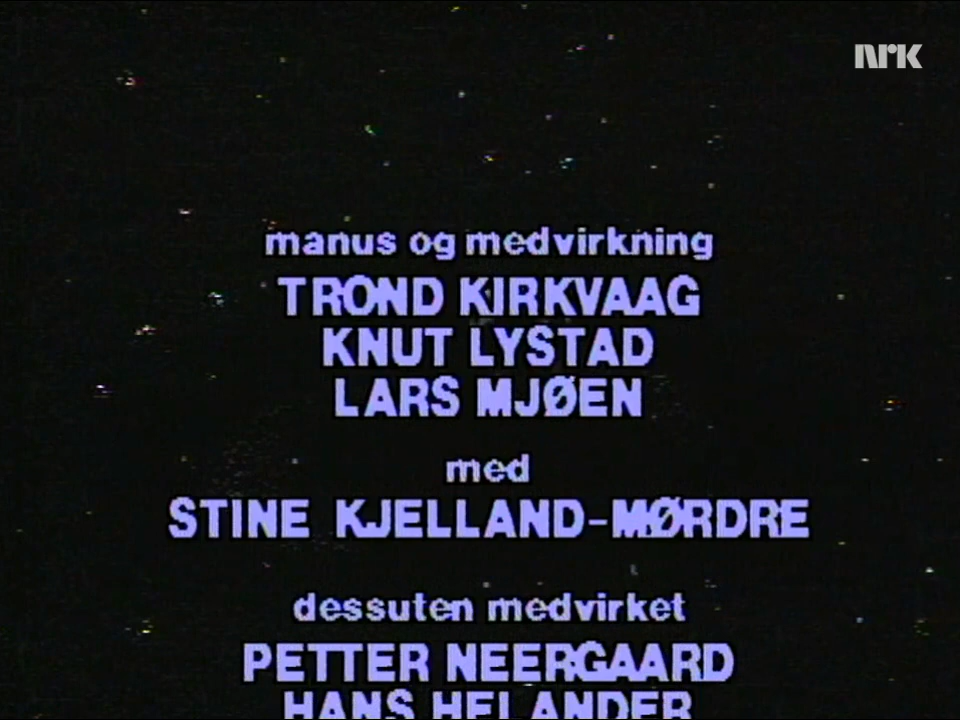 NRK
manus og medvirkning
TROND KIRKVAAG
KNUT LYSTAD
LARS MJØEN
med
STINE KJELLAND-MØRDRE
dessuten medvirket
PETTER NEERGAARD
HANS HELANDER